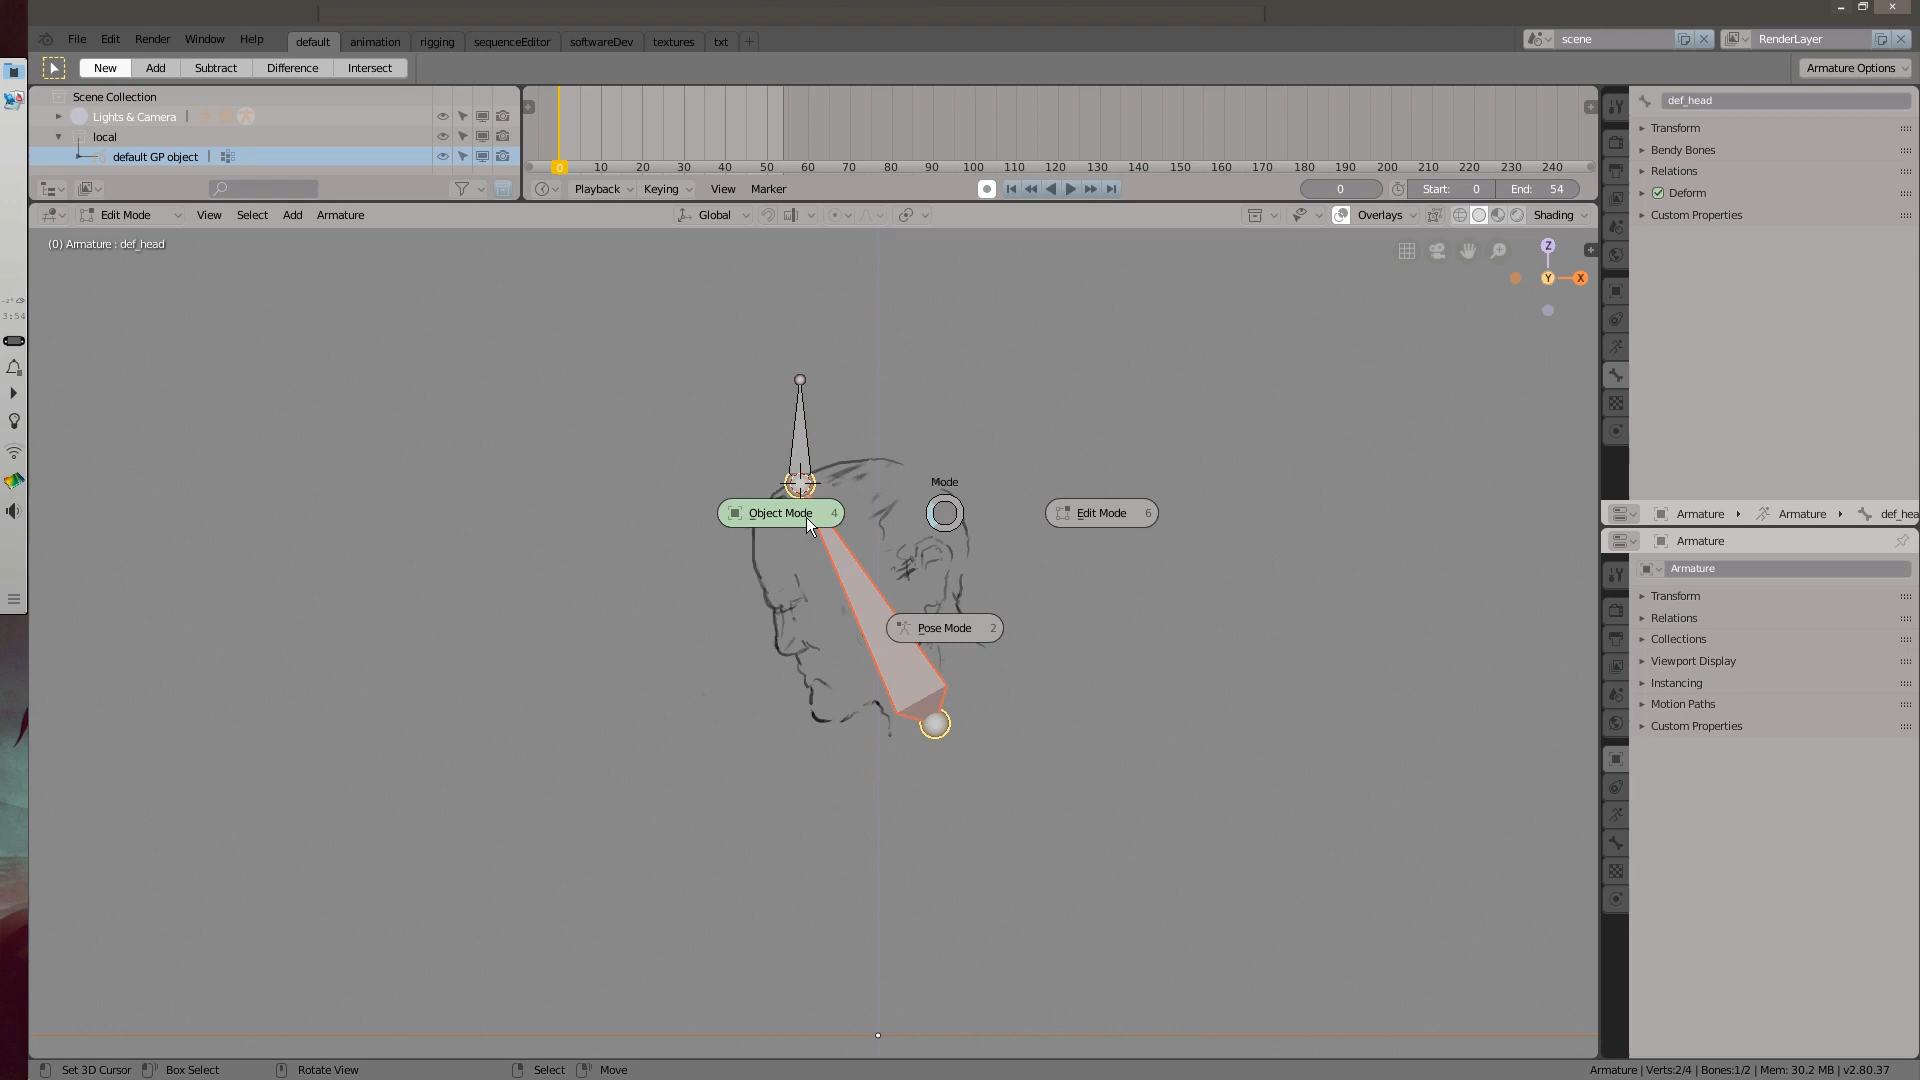 File Edit Render Window Help default animation rigging sequenceEditor softwareDev textures txt scene RenderLayer
New Add Subtract Difference Intersect Armature Options
Scene Collection
Lights & Camera
local
default GP object
0 10 20 30 40 50 60 70 80 90 100 110 120 130 140 150 160 170 180 190 200 210 220 230 240
Playback Keying View Marker 0 Start: 0 End: 54
Edit Mode View Select Add Armature Global Overlays Shading
(0) Armature : def_head
Z
Y X
def_head
Transform
Bendy Bones
Relations
Deform
Custom Properties
-2°
3:54
Mode
Object Mode 4
Edit Mode 6
Pose Mode 2
Armature Armature def_hea
Armature
Armature
Transform
Relations
Collections
Viewport Display
Instancing
Motion Paths
Custom Properties
Set 3D Cursor Box Select Rotate View Select Move Armature | Verts:2/4 | Bones:1/2 | Mem: 30.2 MB | v2.80.37